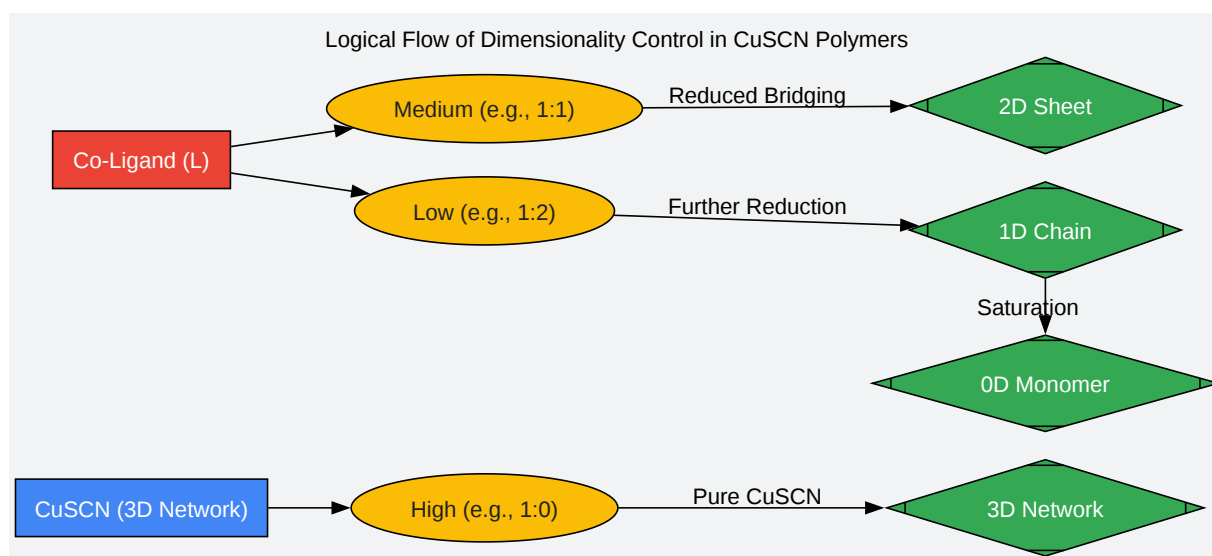 Logical Flow of Dimensionality Control in CuSCN Polymers
Co-Ligand (L)
Medium (e.g., 1:1)
Reduced Bridging
2D Sheet
Low (e.g., 1:2)
Further Reduction
1D Chain
Saturation
0D Monomer
CuSCN (3D Network)
High (e.g., 1:0)
Pure CuSCN
3D Network